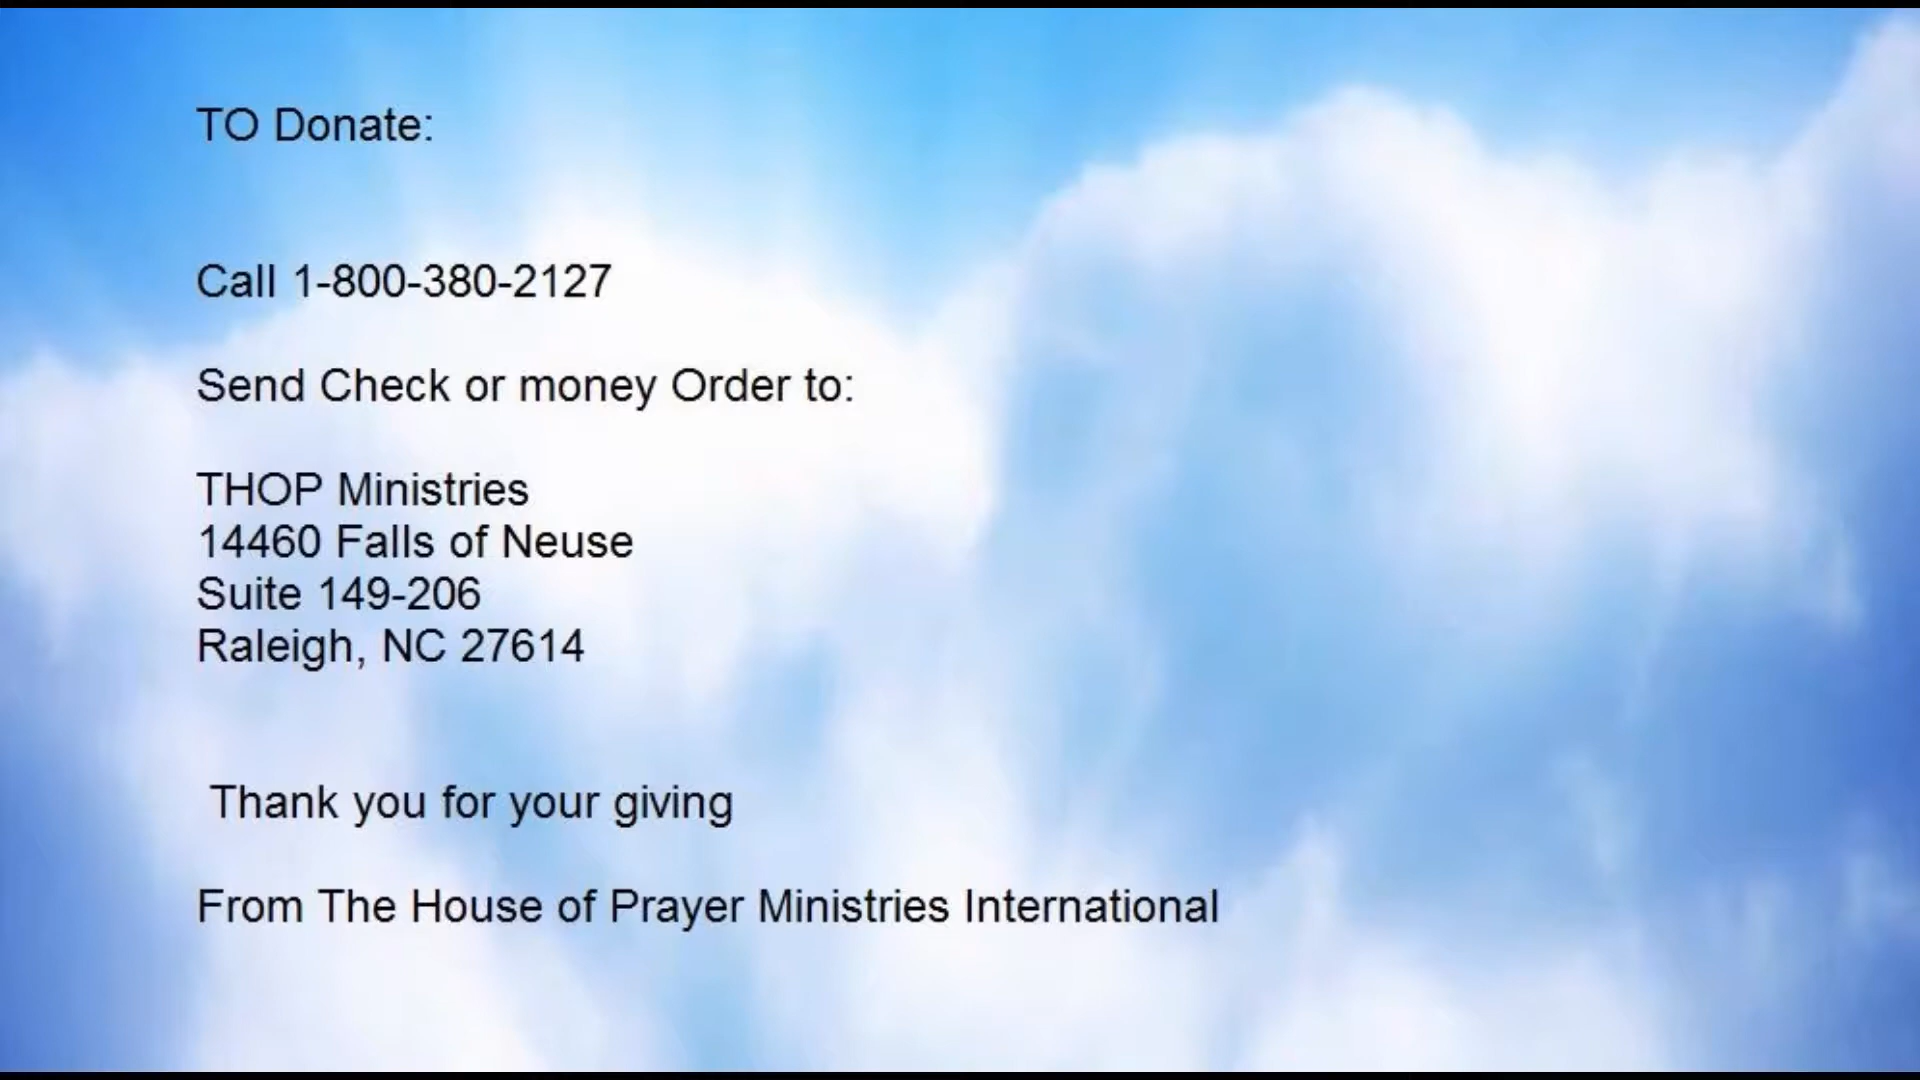 TO Donate:
Call 1-800-380-2127
Send Check or money Order to:
THOP Ministries
14460 Falls of Neuse
Suite 149-206
Raleigh, NC 27614
Thank you for your giving
From The House of Prayer Ministries International